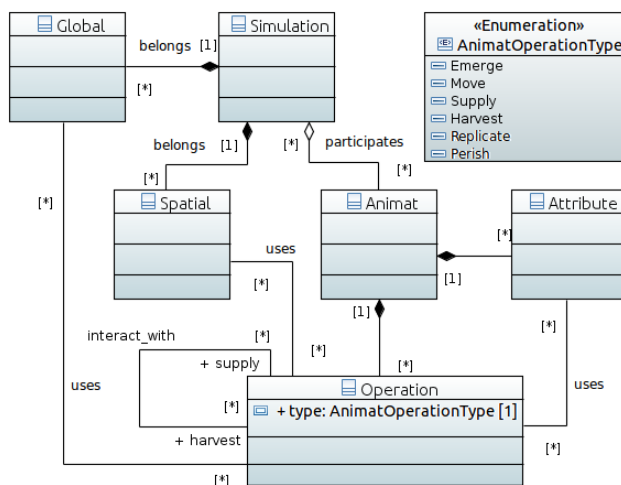 Global
Simulation
«Enumeration»
AnimatOperationType
Emerge
Move
Supply
Harvest
Replicate
Perish
belongs
[1]
[*]
belongs
[1]
[*]
participates
[*]
[*]
[*]
Spatial
Animat
Attribute
uses
[*]
[*]
[1]
[1]
[*]
interact_with
[*]
+ supply
[*]
[*]
uses
[*]
uses
Operation
+ type: AnimatOperationType [1]
[*]
+ harvest
[*]
[*]